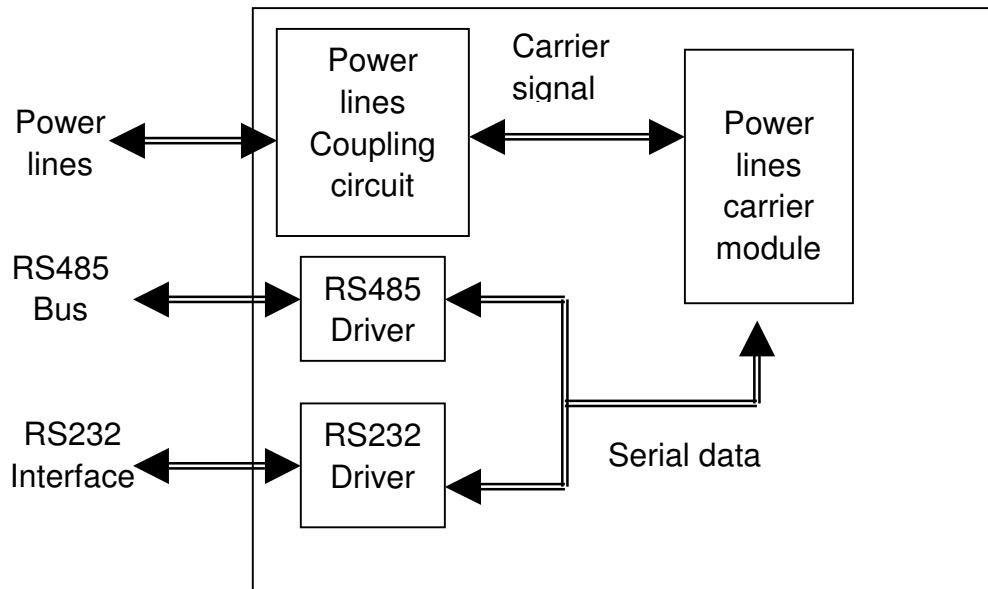 Power
lines
Power
lines
Coupling
circuit
Carrier
signal
Power
lines
carrier
module
RS485
Bus
RS485
Driver
RS232
Interface
RS232
Driver
Serial data